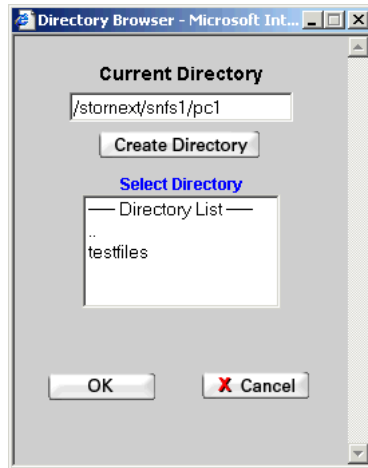 Directory Browser - Microsoft Int...
Current Directory
/stornext/snfs1/pc1
Create Directory
Select Directory
----- Directory List -----
..
testfiles
OK
X Cancel